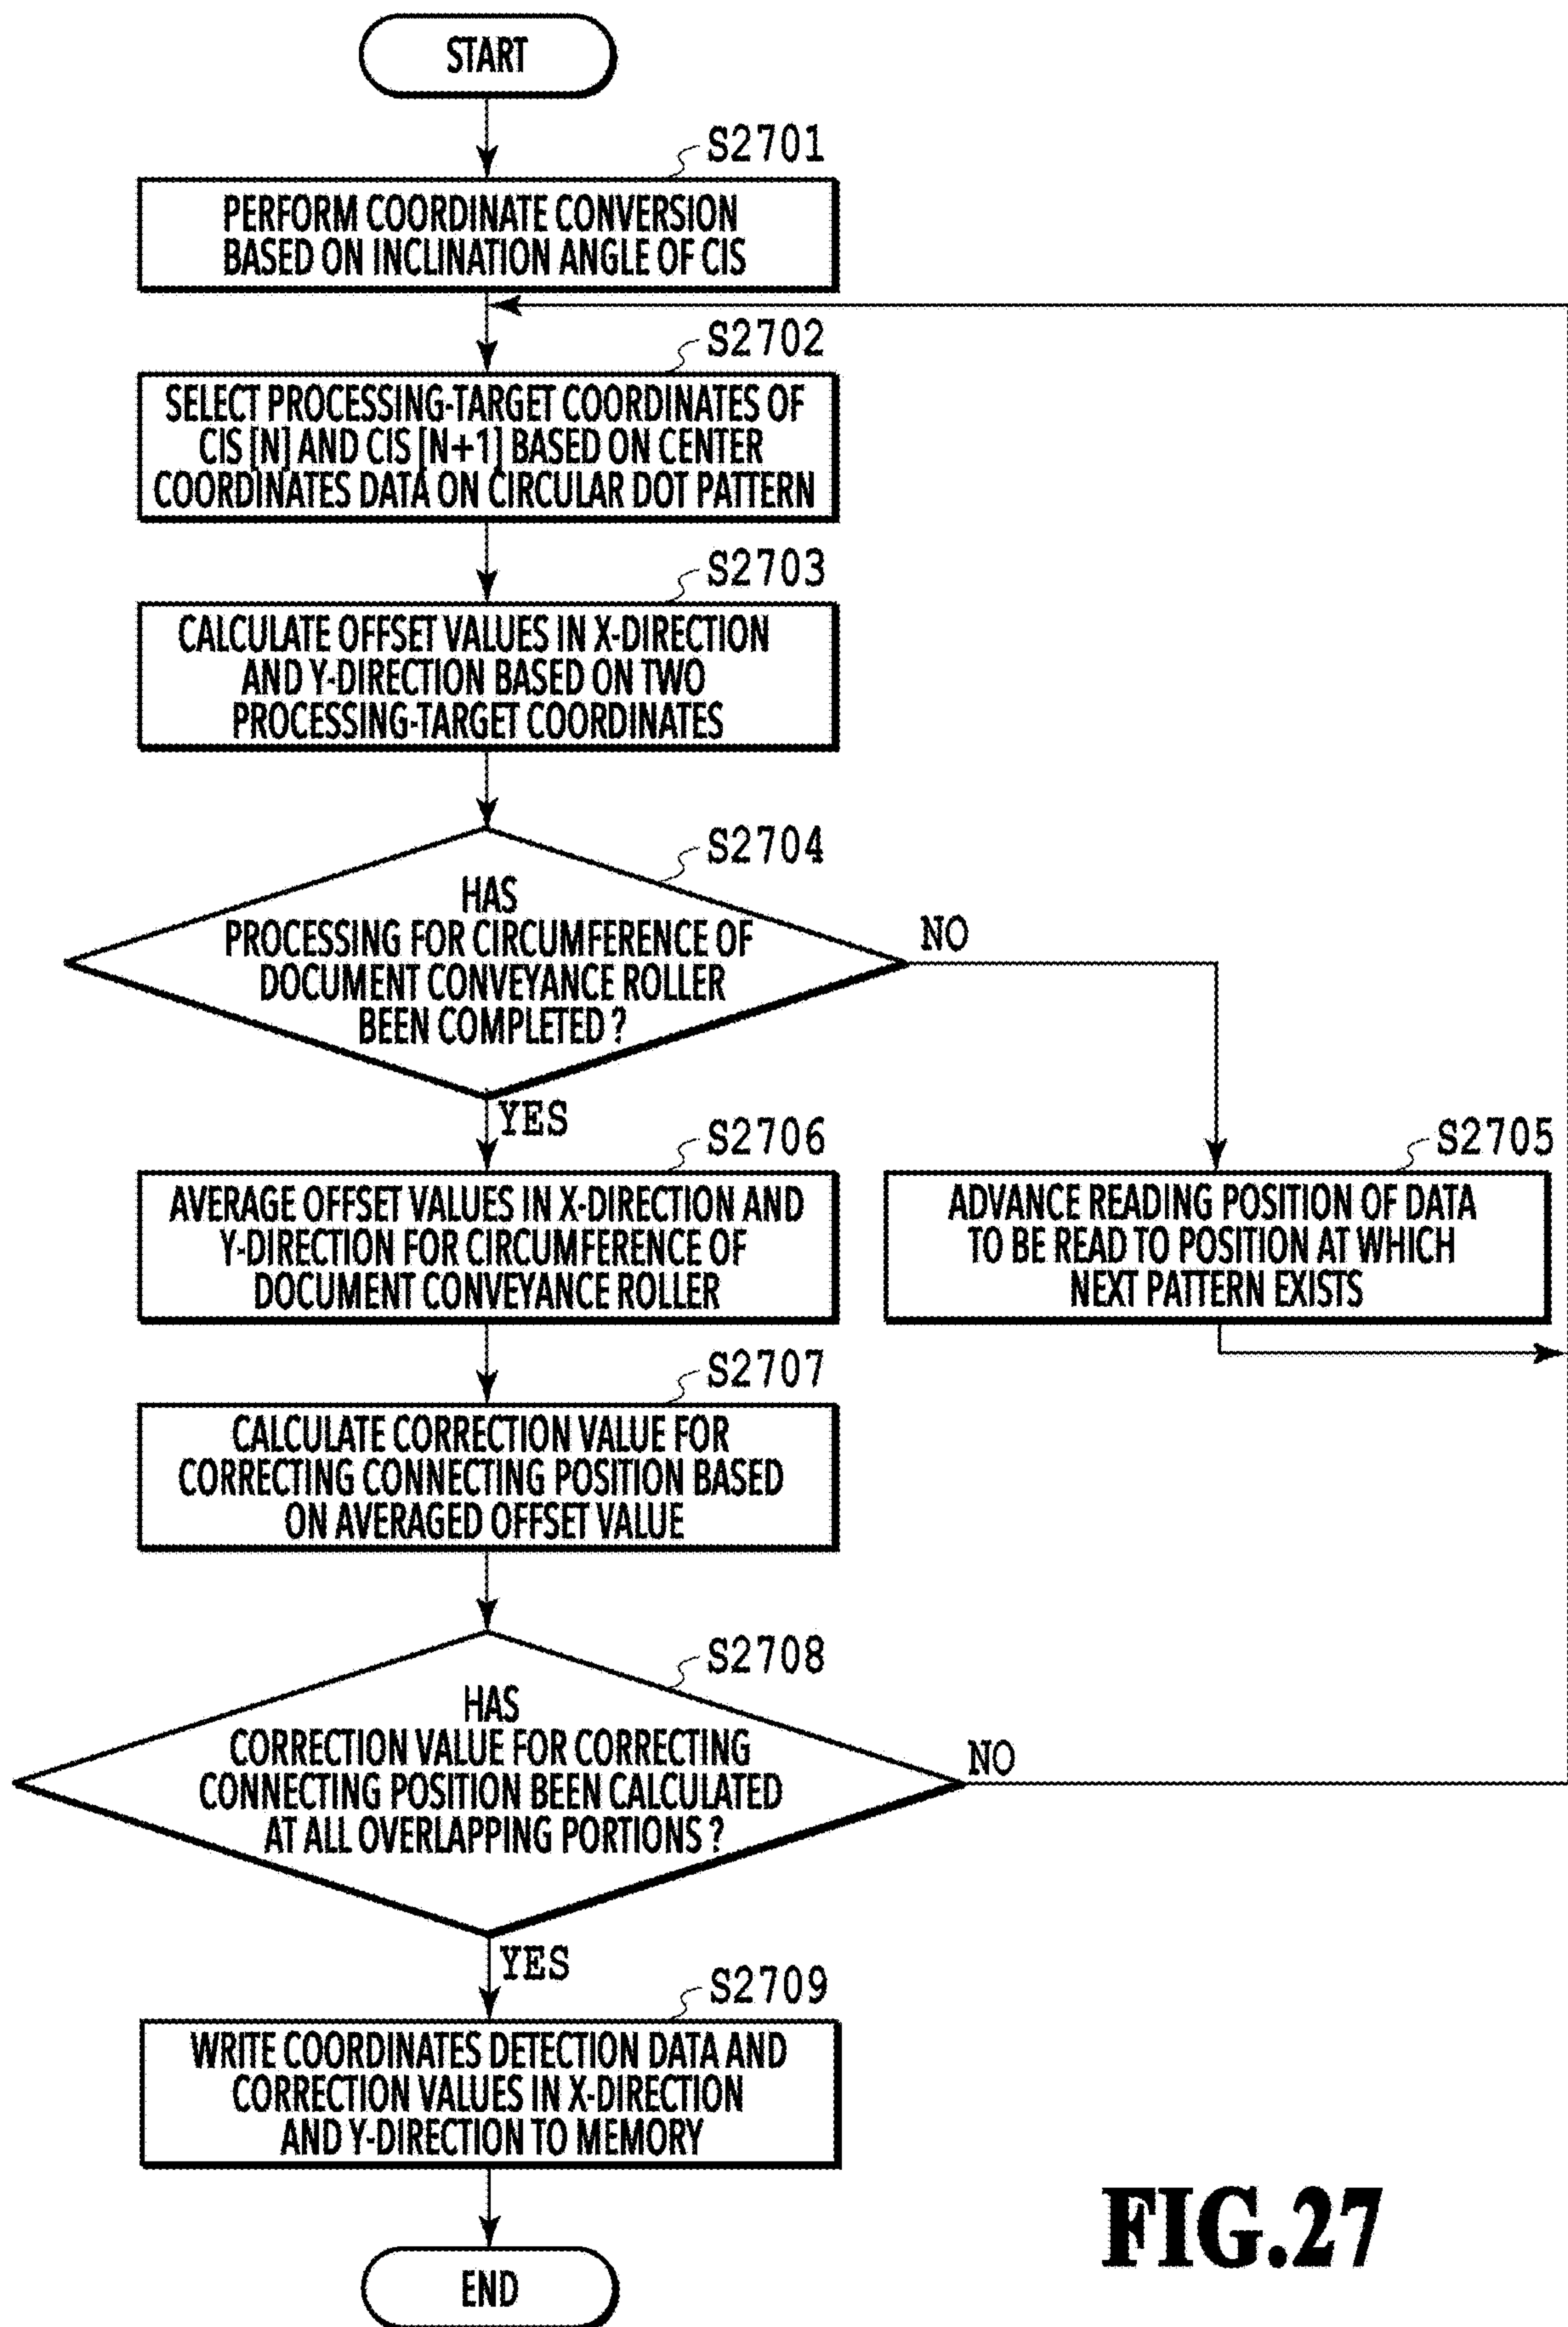 START
S2701
PERFORM COORDINATE CONVERSION
BASED ON INCLINATION ANGLE OF CIS
S2702
SELECT PROCESSING-TARGET COORDINATES OF
CIS [N] AND CIS [N+1] BASED ON CENTER
COORDINATES DATA ON CIRCULAR DOT PATTERN
S2703
CALCULATE OFFSET VALUES IN X-DIRECTION
AND Y-DIRECTION BASED ON TWO
PROCESSING-TARGET COORDINATES
S2704
HAS
PROCESSING FOR CIRCUMFERENCE OF
DOCUMENT CONVEYANCE ROLLER
BEEN COMPLETED ?
NO
YES
S2705
ADVANCE READING POSITION OF DATA
TO BE READ TO POSITION AT WHICH
NEXT PATTERN EXISTS
S2706
AVERAGE OFFSET VALUES IN X-DIRECTION AND
Y-DIRECTION FOR CIRCUMFERENCE OF
DOCUMENT CONVEYANCE ROLLER
S2707
CALCULATE CORRECTION VALUE FOR
CORRECTING CONNECTING POSITION BASED
ON AVERAGED OFFSET VALUE
S2708
HAS
CORRECTION VALUE FOR CORRECTING
CONNECTING POSITION BEEN CALCULATED
AT ALL OVERLAPPING PORTIONS ?
NO
YES
S2709
WRITE COORDINATES DETECTION DATA AND
CORRECTION VALUES IN X-DIRECTION
AND Y-DIRECTION TO MEMORY
END
FIG.27